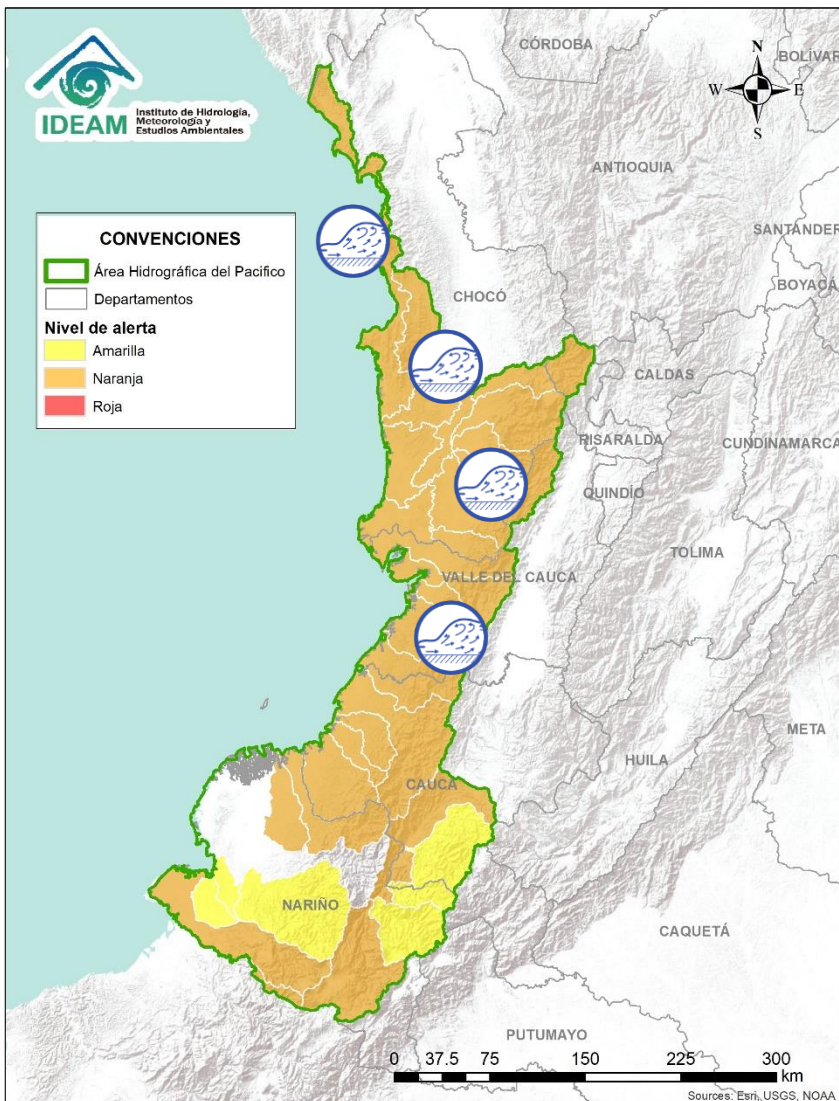 CÓRDOBA
BOLÍVAR
N
W E
S
IDEAM
Instituto de Hidrología,
Meteorología y
Estudios Ambientales
ANTIOQUIA
SANTANDER
BOYACÁ
CONVENCIONES
Área Hidrográfica del Pacifico
Departamentos
Nivel de alerta
Amarilla
Naranja
Roja
CHOCÓ
CALDAS
RISARALDA
CUNDINAMARCA
QUINDÍO
TOLIMA
VALLE DEL CAUCA
META
HUILA
CAUCA
NARIÑO
CAQUETÁ
PUTUMAYO
0 37.5 75 150 225 300
km
Sources: Esri, USGS, NOAA